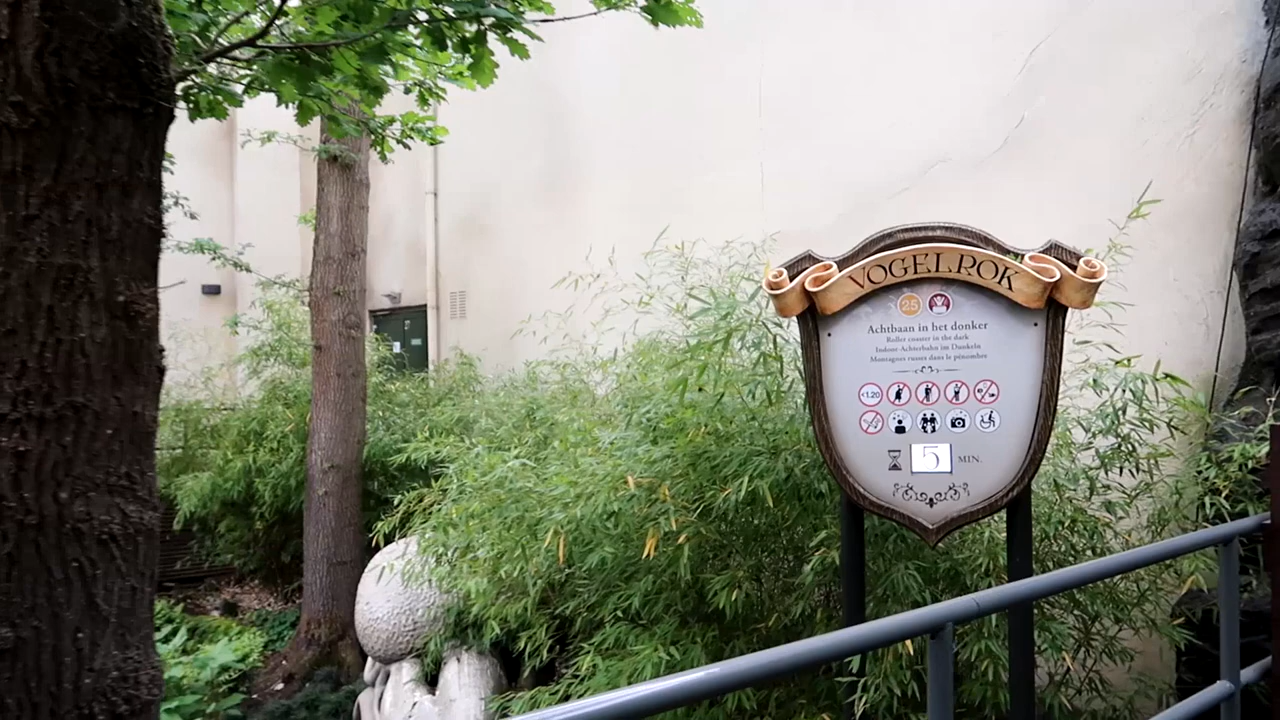 VOGELROK
25
Achtbaan in het donker
Roller coaster in the dark
Indoor-Achterbahn im Dunkeln
Montagnes russes dans le pénombre
<1.20
5 MIN.